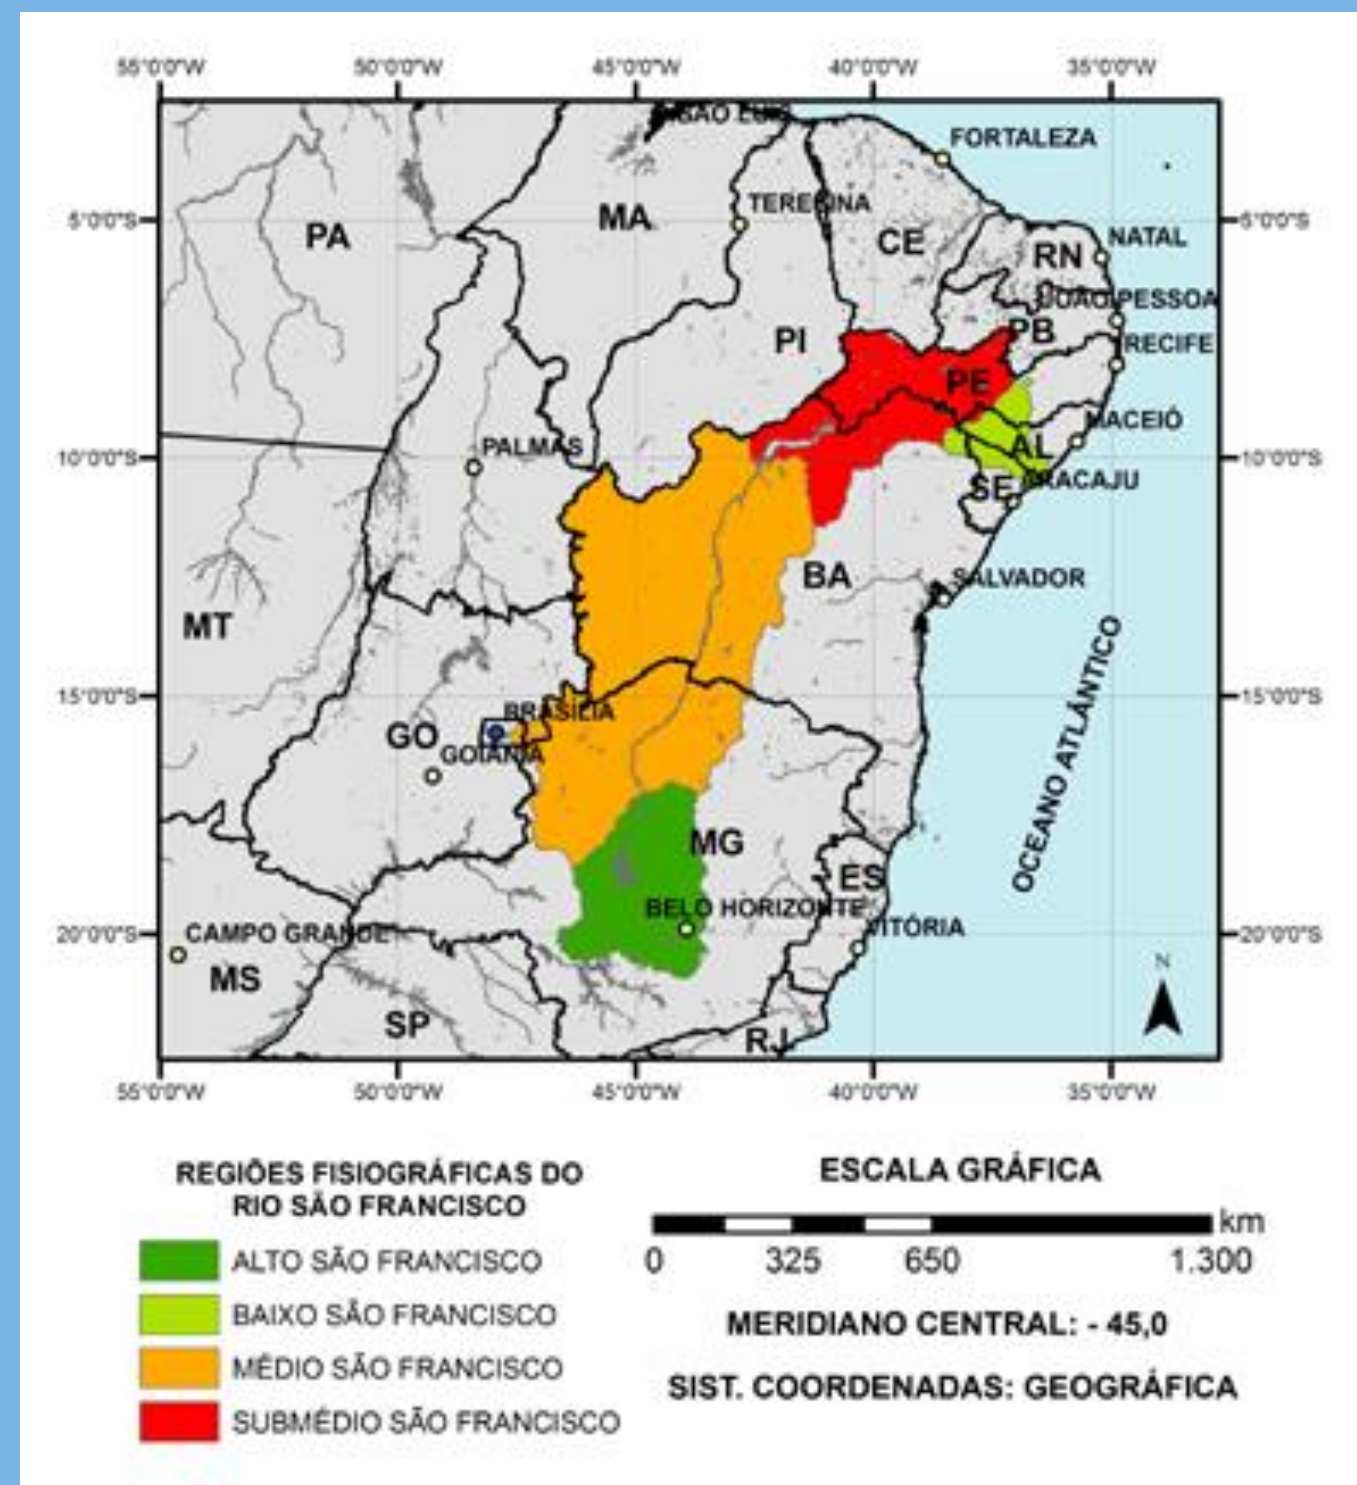 55°0'0"W 50°0'0"W 45°0'0"W 40°0'0"W 35°0'0"W
SÃO LUIS
FORTALEZA
TERESINA
5°0'0"S
MA
PA
CE
5°0'0"S
NATAL
RN
JOAO PESSOA
PI
PB
RECIFE
PE
MACEIÓ
PALMAS
AL
10°0'0"S
10°0'0"S
SE
ARACAJU
BA
SALVADOR
MT
OCEANO ATLÂNTICO
15°0'0"S
15°0'0"S
BRASÍLIA
GO
GOIANIA
MG
ES
BELO HORIZONTE
VITÓRIA
20°0'0"S
CAMPO GRANDE
20°0'0"S
N
MS
SP
RJ
55°0'0"W 50°0'0"W 45°0'0"W 40°0'0"W 35°0'0"W
REGIÕES FISIOGRÁFICAS DO
RIO SÃO FRANCISCO
ALTO SÃO FRANCISCO
BAIXO SÃO FRANCISCO
MÉDIO SÃO FRANCISCO
SUBMÉDIO SÃO FRANCISCO
ESCALA GRÁFICA
km
0 325 650 1.300
MERIDIANO CENTRAL: - 45,0
SIST. COORDENADAS: GEOGRÁFICA